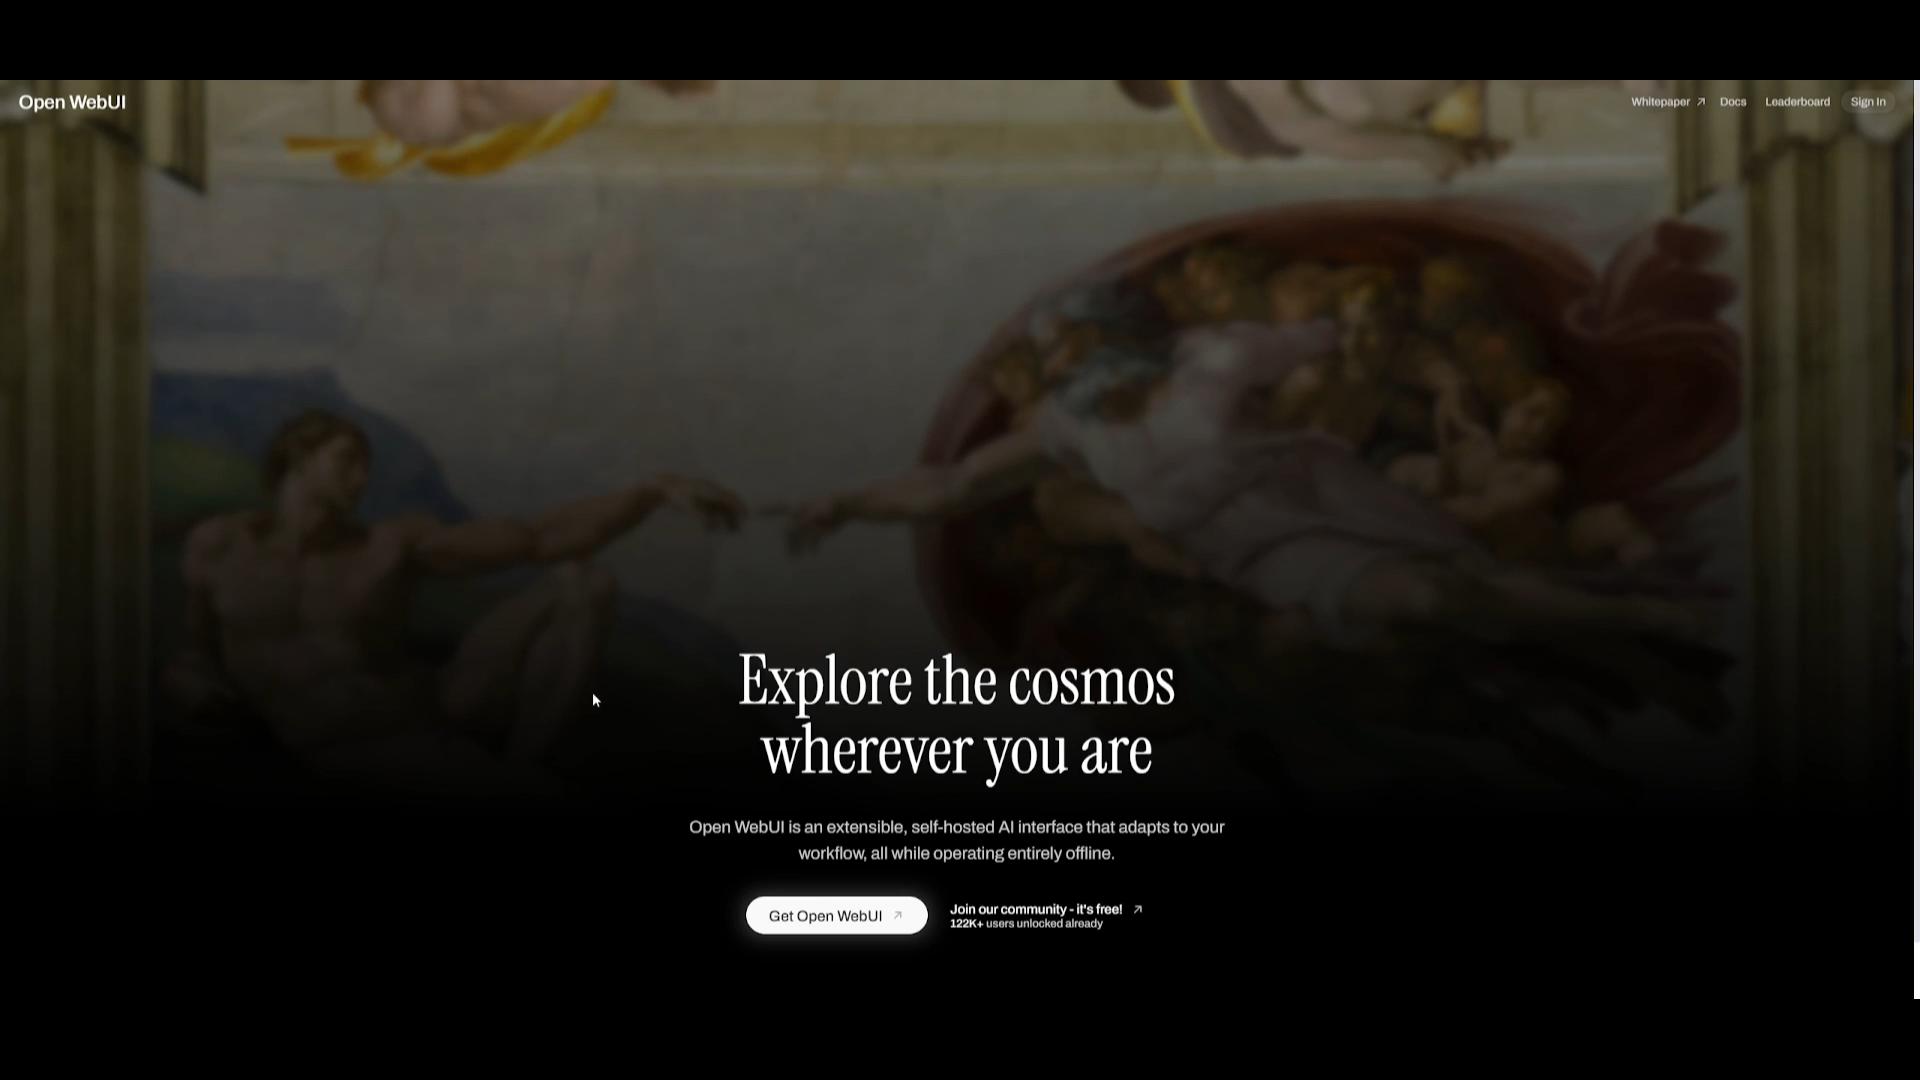 Open WebUI
Whitepaper Docs Leaderboard Sign In
Explore the cosmos
wherever you are
Open WebUI is an extensible, self-hosted AI interface that adapts to your
workflow, all while operating entirely offline.
Get Open WebUI
Join our community - it's free!
122K+ users unlocked already